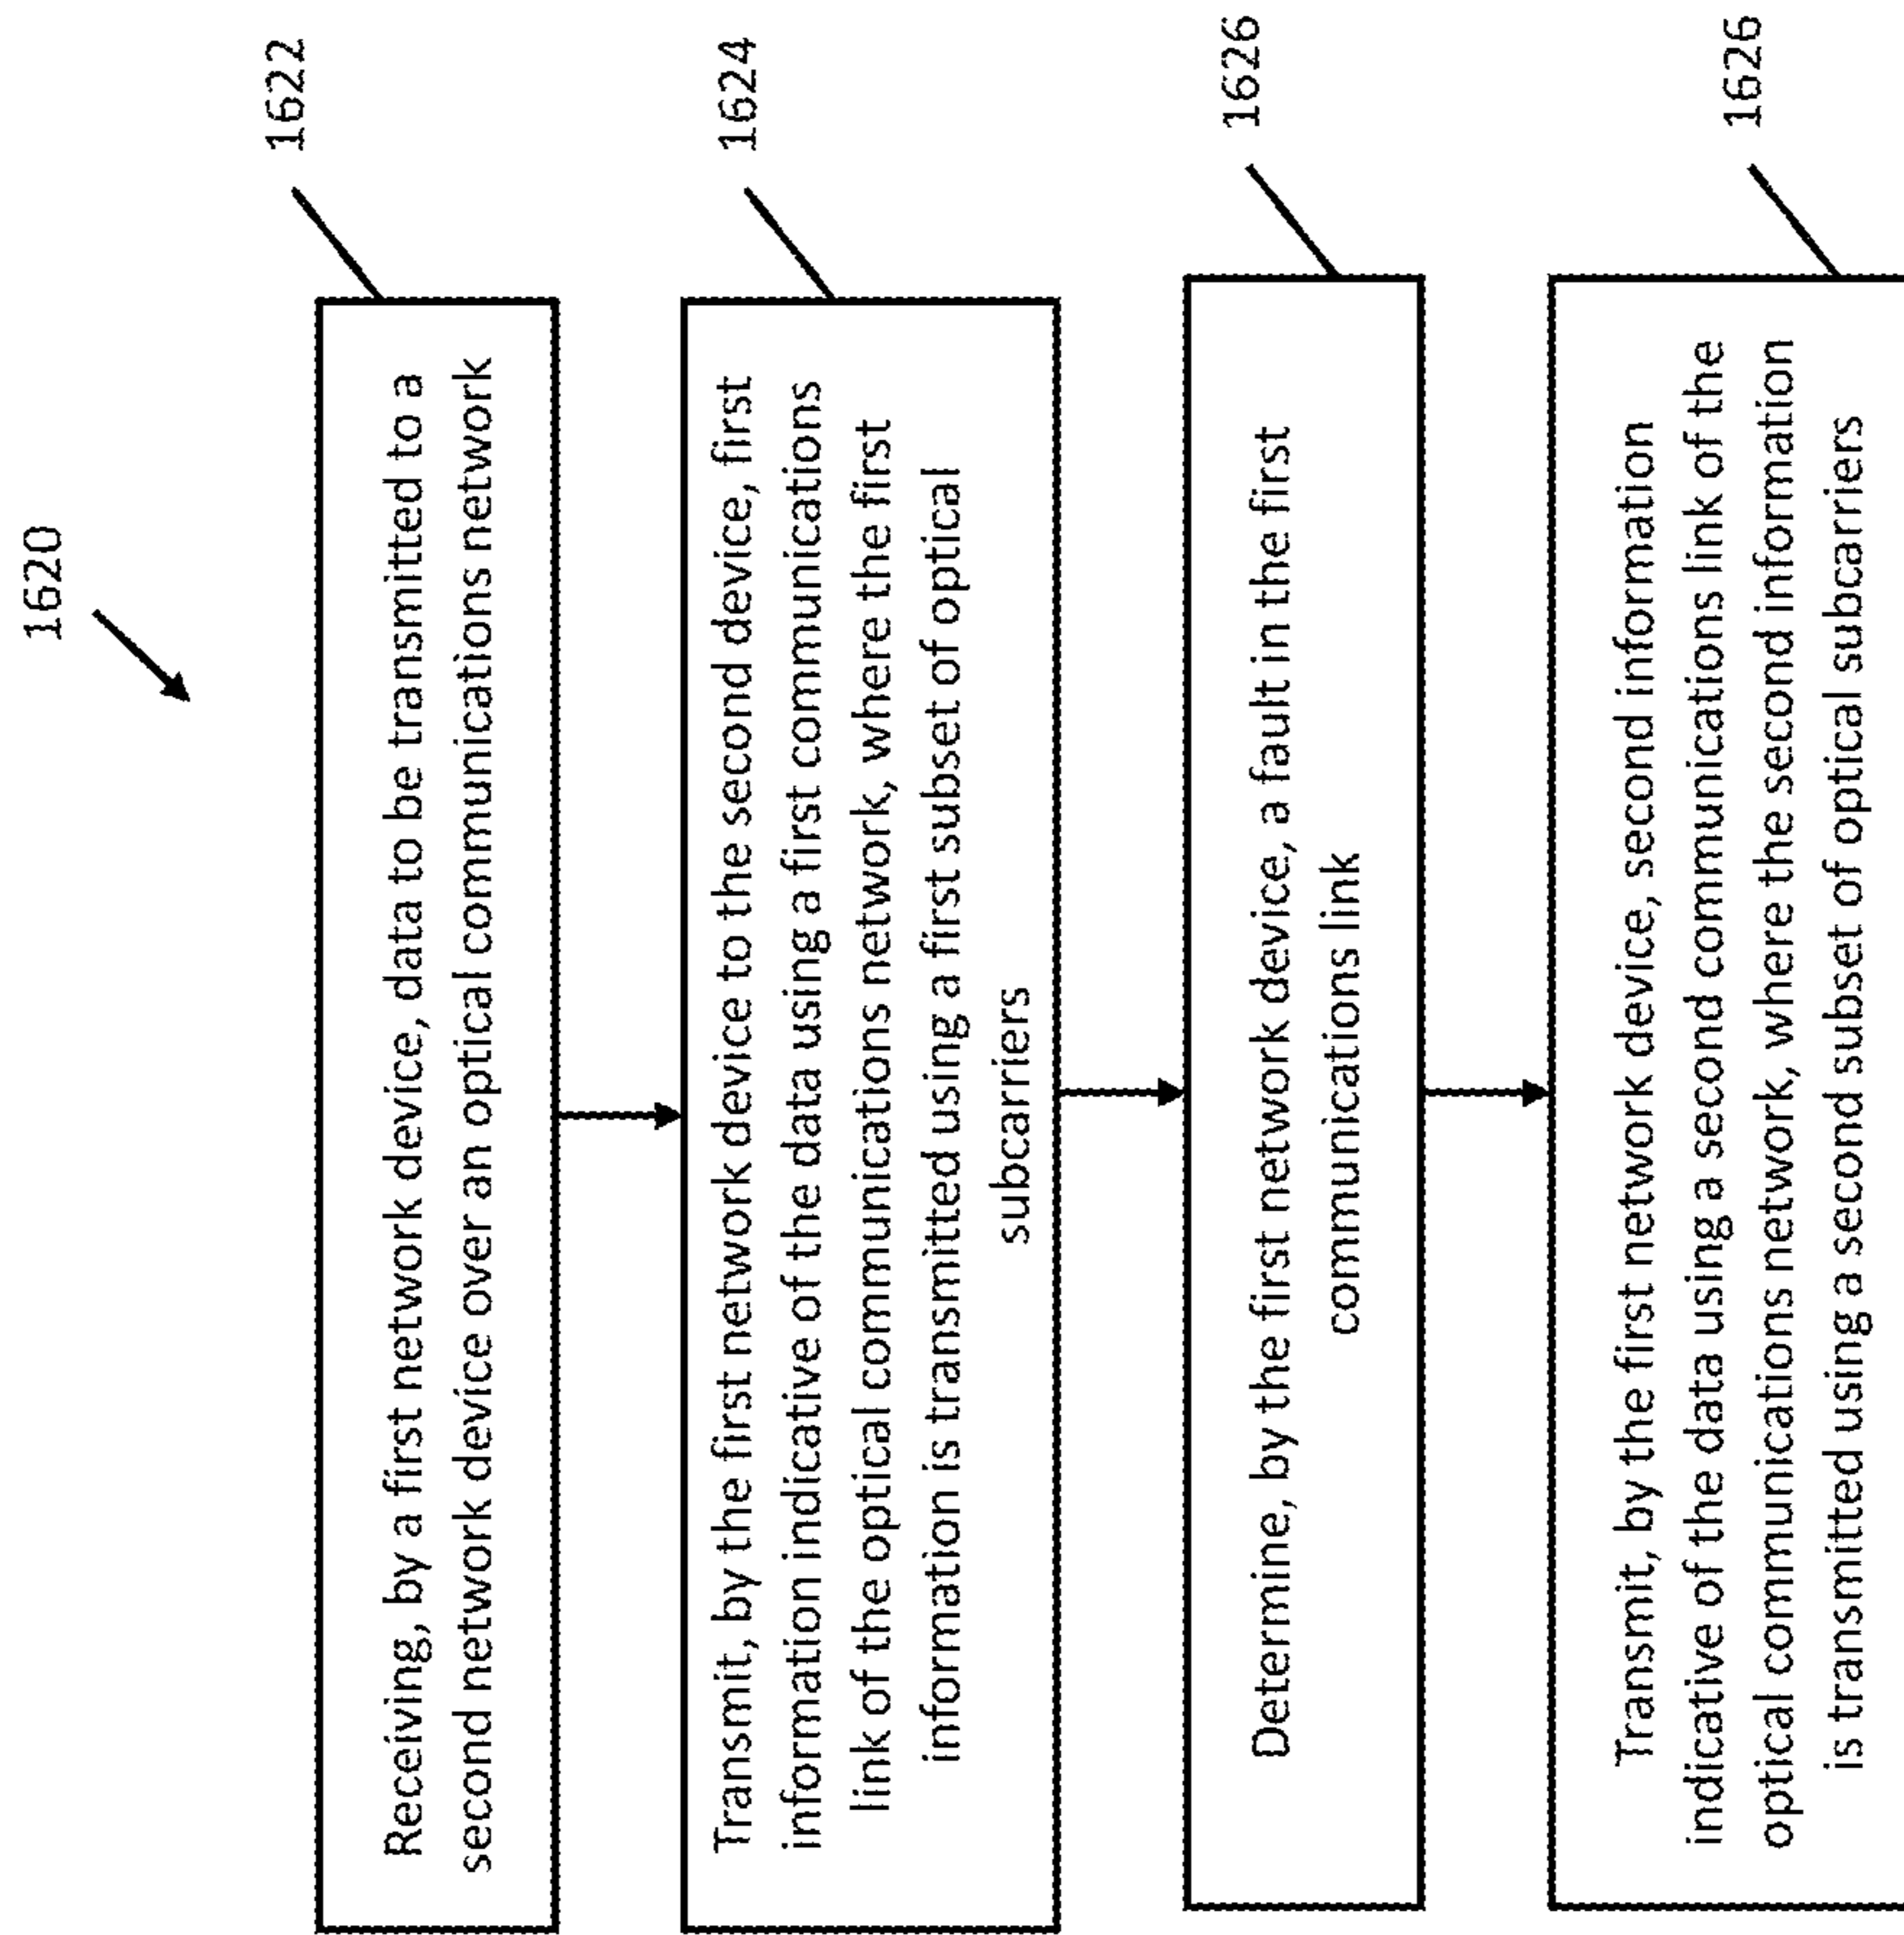 1620
1622
Receiving, by a first network device, data to be transmitted to a
second network device over an optical communications network
1624
Transmit, by the first network device to the second device, first
information indicative of the data using a first communications
link of the optical communications network, where the first
information is transmitted using a first subset of optical
subcarriers
1626
Determine, by the first network device, a fault in the first
communications link
1626
Transmit, by the first network device, second information
indicative of the data using a second communications link of the
optical communications network, where the second information
is transmitted using a second subset of optical subcarriers